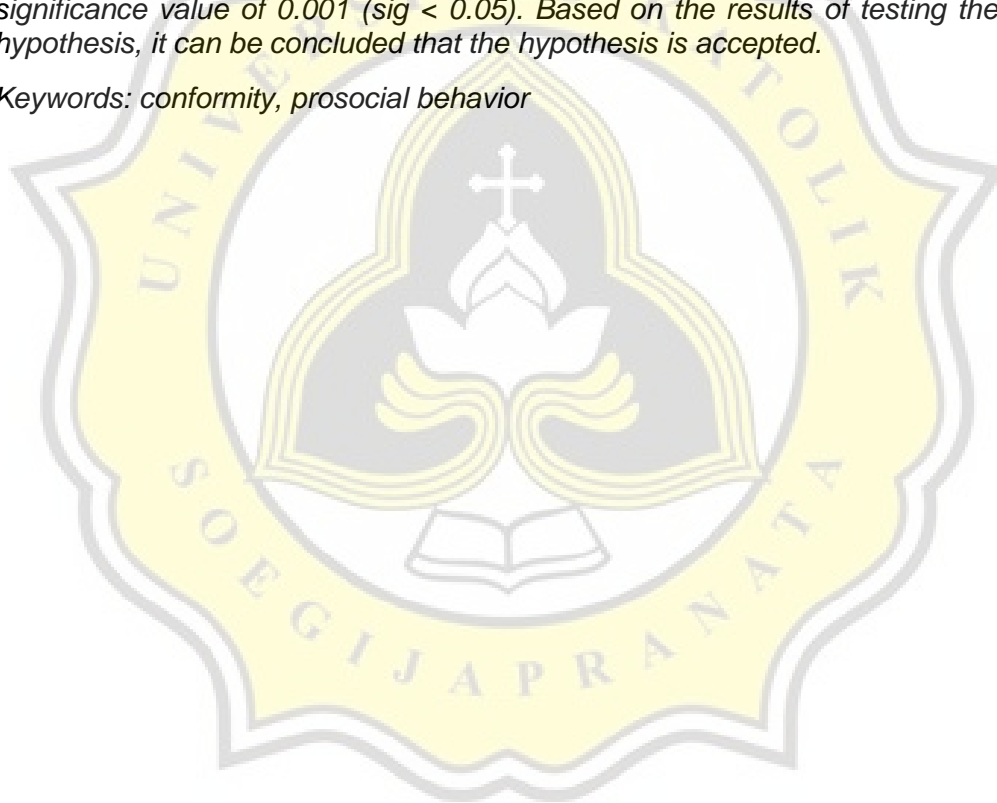 significance value of 0.001 (sig < 0.05). Based on the results of testing the
hypothesis, it can be concluded that the hypothesis is accepted.
Keywords: conformity, prosocial behavior
SOEGIJAPRANATA